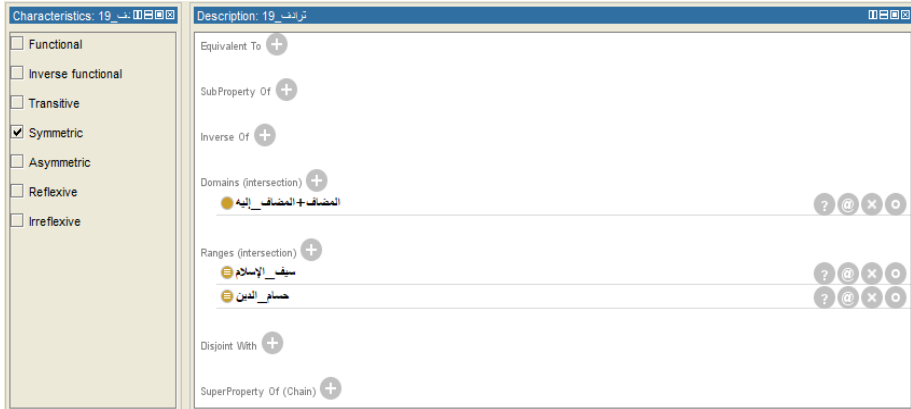 Characteristics: 19_دف
Functional
Inverse functional
Transitive
Symmetric
Asymmetric
Reflexive
Irreflexive
Description: 19_ترادف
Equivalent To
SubProperty Of
Inverse Of
Domains (intersection)
المضاف+المضاف_إليه
Ranges (intersection)
سيف_الإسلام
حسام_الدين
Disjoint With
SuperProperty Of (Chain)